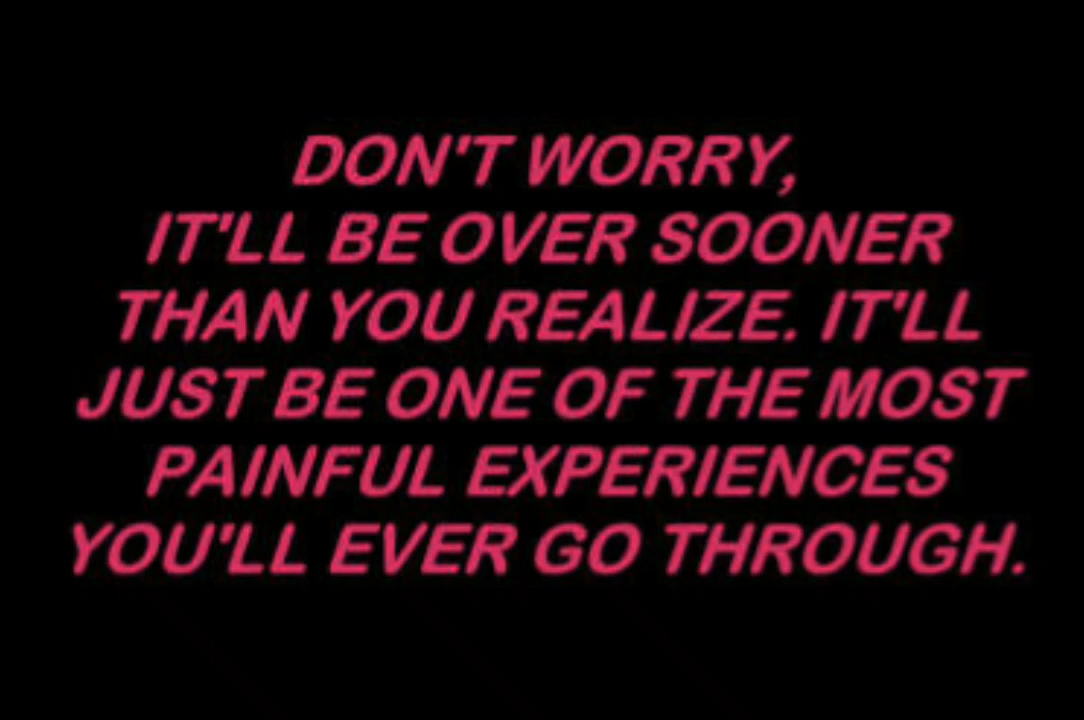 DON'T WORRY,
IT'LL BE OVER SOONER
THAN YOU REALIZE. IT'LL
JUST BE ONE OF THE MOST
PAINFUL EXPERIENCES
YOU'LL EVER GO THROUGH.